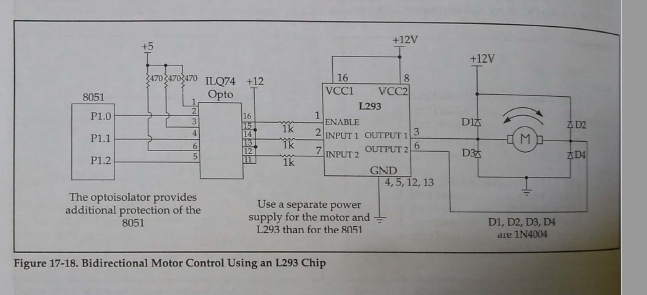 +12V
+5
+12V
470 470 470
ILQ74
Opto
+12
16
8
8051
VCC1
VCC2
L293
P1.0
P1.1
P1.2
1
2
3
4
6
5
16
15
14
13
12
11
1k
1k
1k
1
2
7
ENABLE
INPUT 1
OUTPUT 1
3
INPUT 2
OUTPUT 2
6
GND
4, 5, 12, 13
D1
D2
M
D3
D4
The optoisolator provides
additional protection of the
8051
Use a separate power
supply for the motor and
L293 than for the 8051
D1, D2, D3, D4
are 1N4004
Figure 17-18. Bidirectional Motor Control Using an L293 Chip